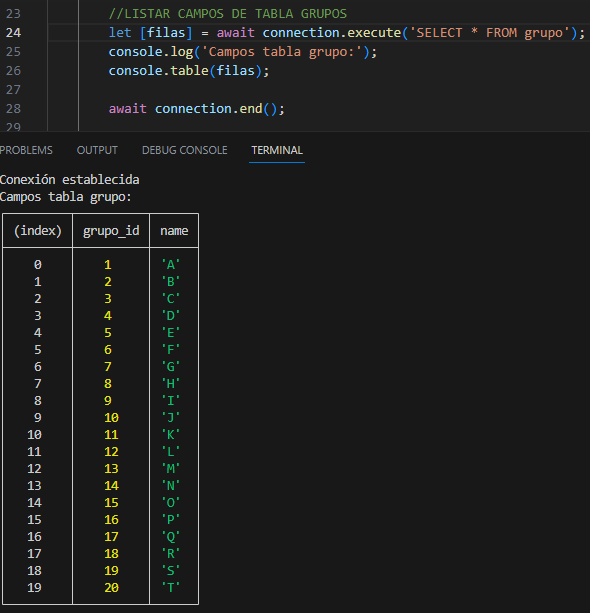 23 //LISTAR CAMPOS DE TABLA GRUPOS
24 let [filas] = await connection.execute('SELECT * FROM grupo');
25 console.log('Campos tabla grupo:');
26 console.table(filas);
27
28 await connection.end();
29
PROBLEMS OUTPUT DEBUG CONSOLE TERMINAL
Conexión establecida
Campos tabla grupo:
(index) grupo_id name
0 1 'A'
1 2 'B'
2 3 'C'
3 4 'D'
4 5 'E'
5 6 'F'
6 7 'G'
7 8 'H'
8 9 'I'
9 10 'J'
10 11 'K'
11 12 'L'
12 13 'M'
13 14 'N'
14 15 'O'
15 16 'P'
16 17 'Q'
17 18 'R'
18 19 'S'
19 20 'T'